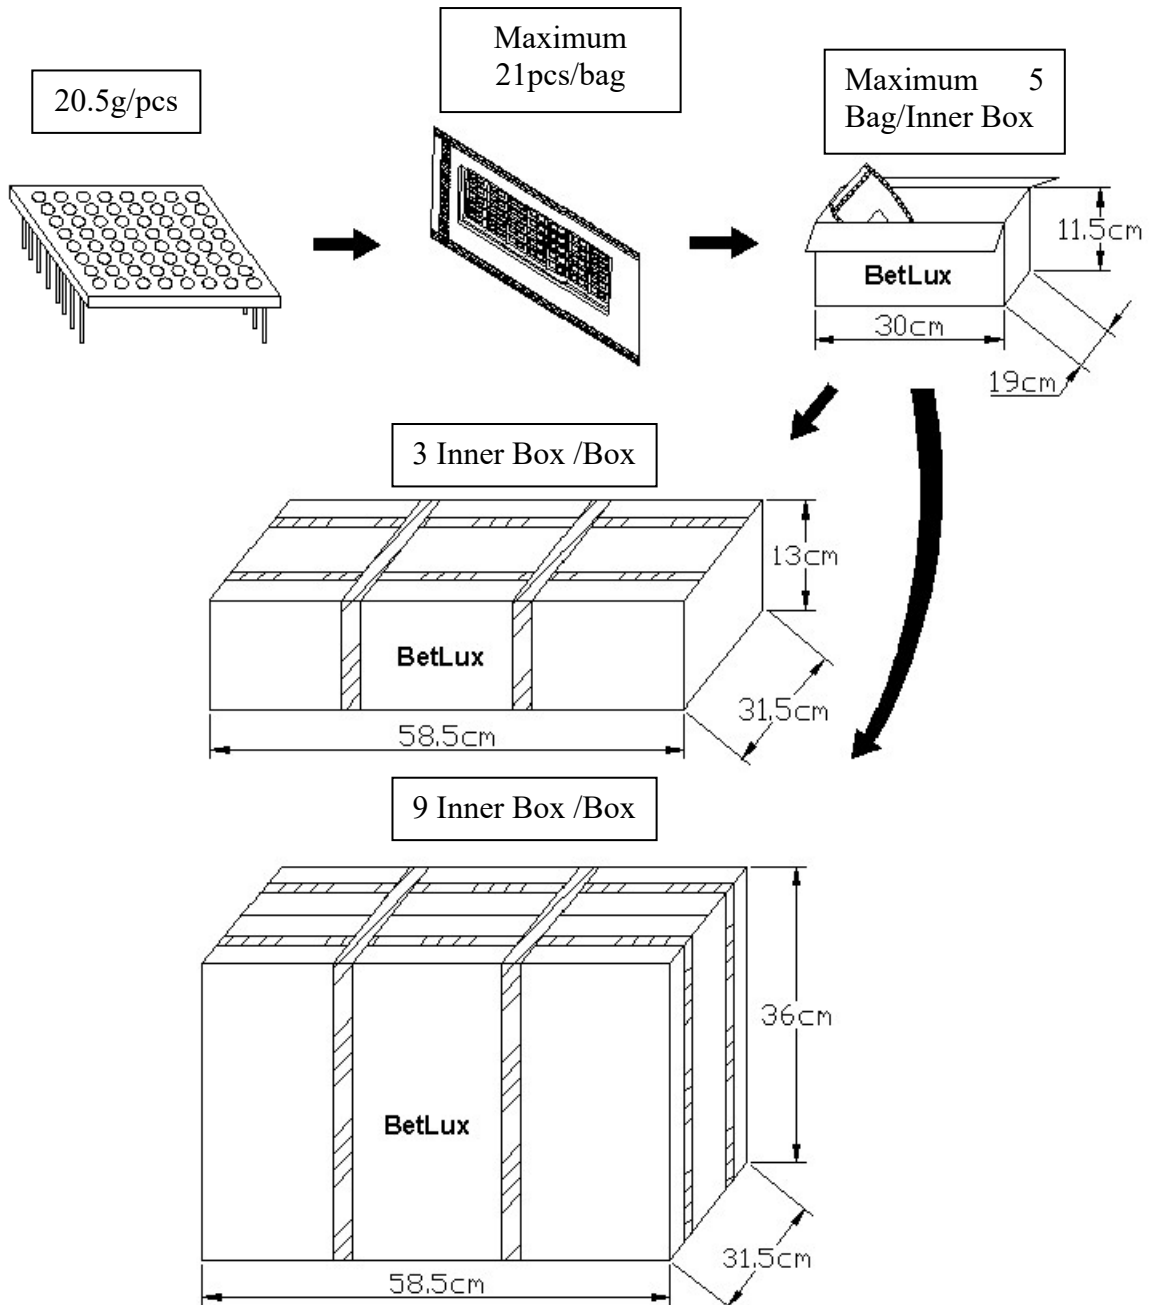 Maximum
21pcs/bag
20.5g/pcs
Maximum 5
Bag/Inner Box
11.5cm
BetLux
30cm
19cm
3 Inner Box /Box
13cm
BetLux
31.5cm
58.5cm
9 Inner Box /Box
36cm
BetLux
31.5cm
58.5cm